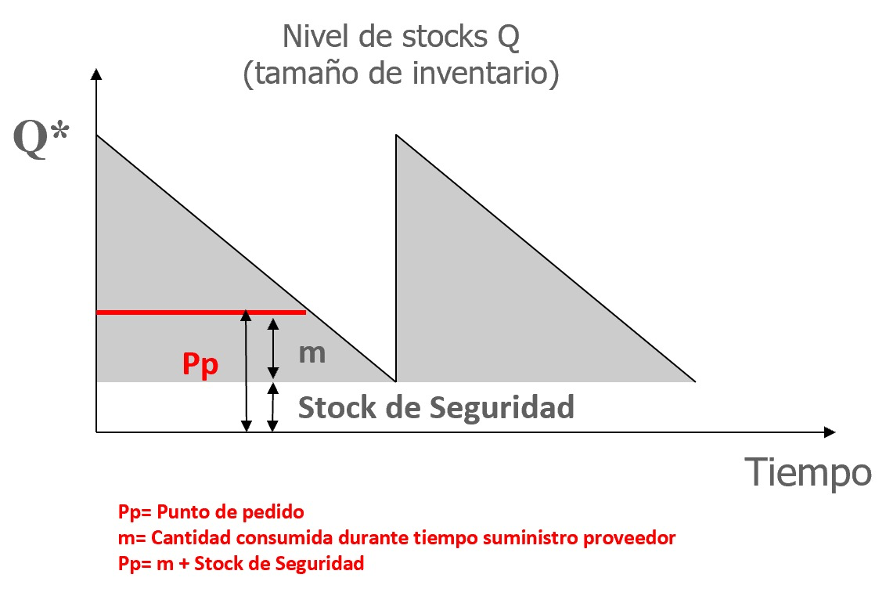 Nivel de stocks Q
(tamaño de inventario)
Q*
Pp
m
Stock de Seguridad
Tiempo
Pp= Punto de pedido
m= Cantidad consumida durante tiempo suministro proveedor
Pp= m + Stock de Seguridad